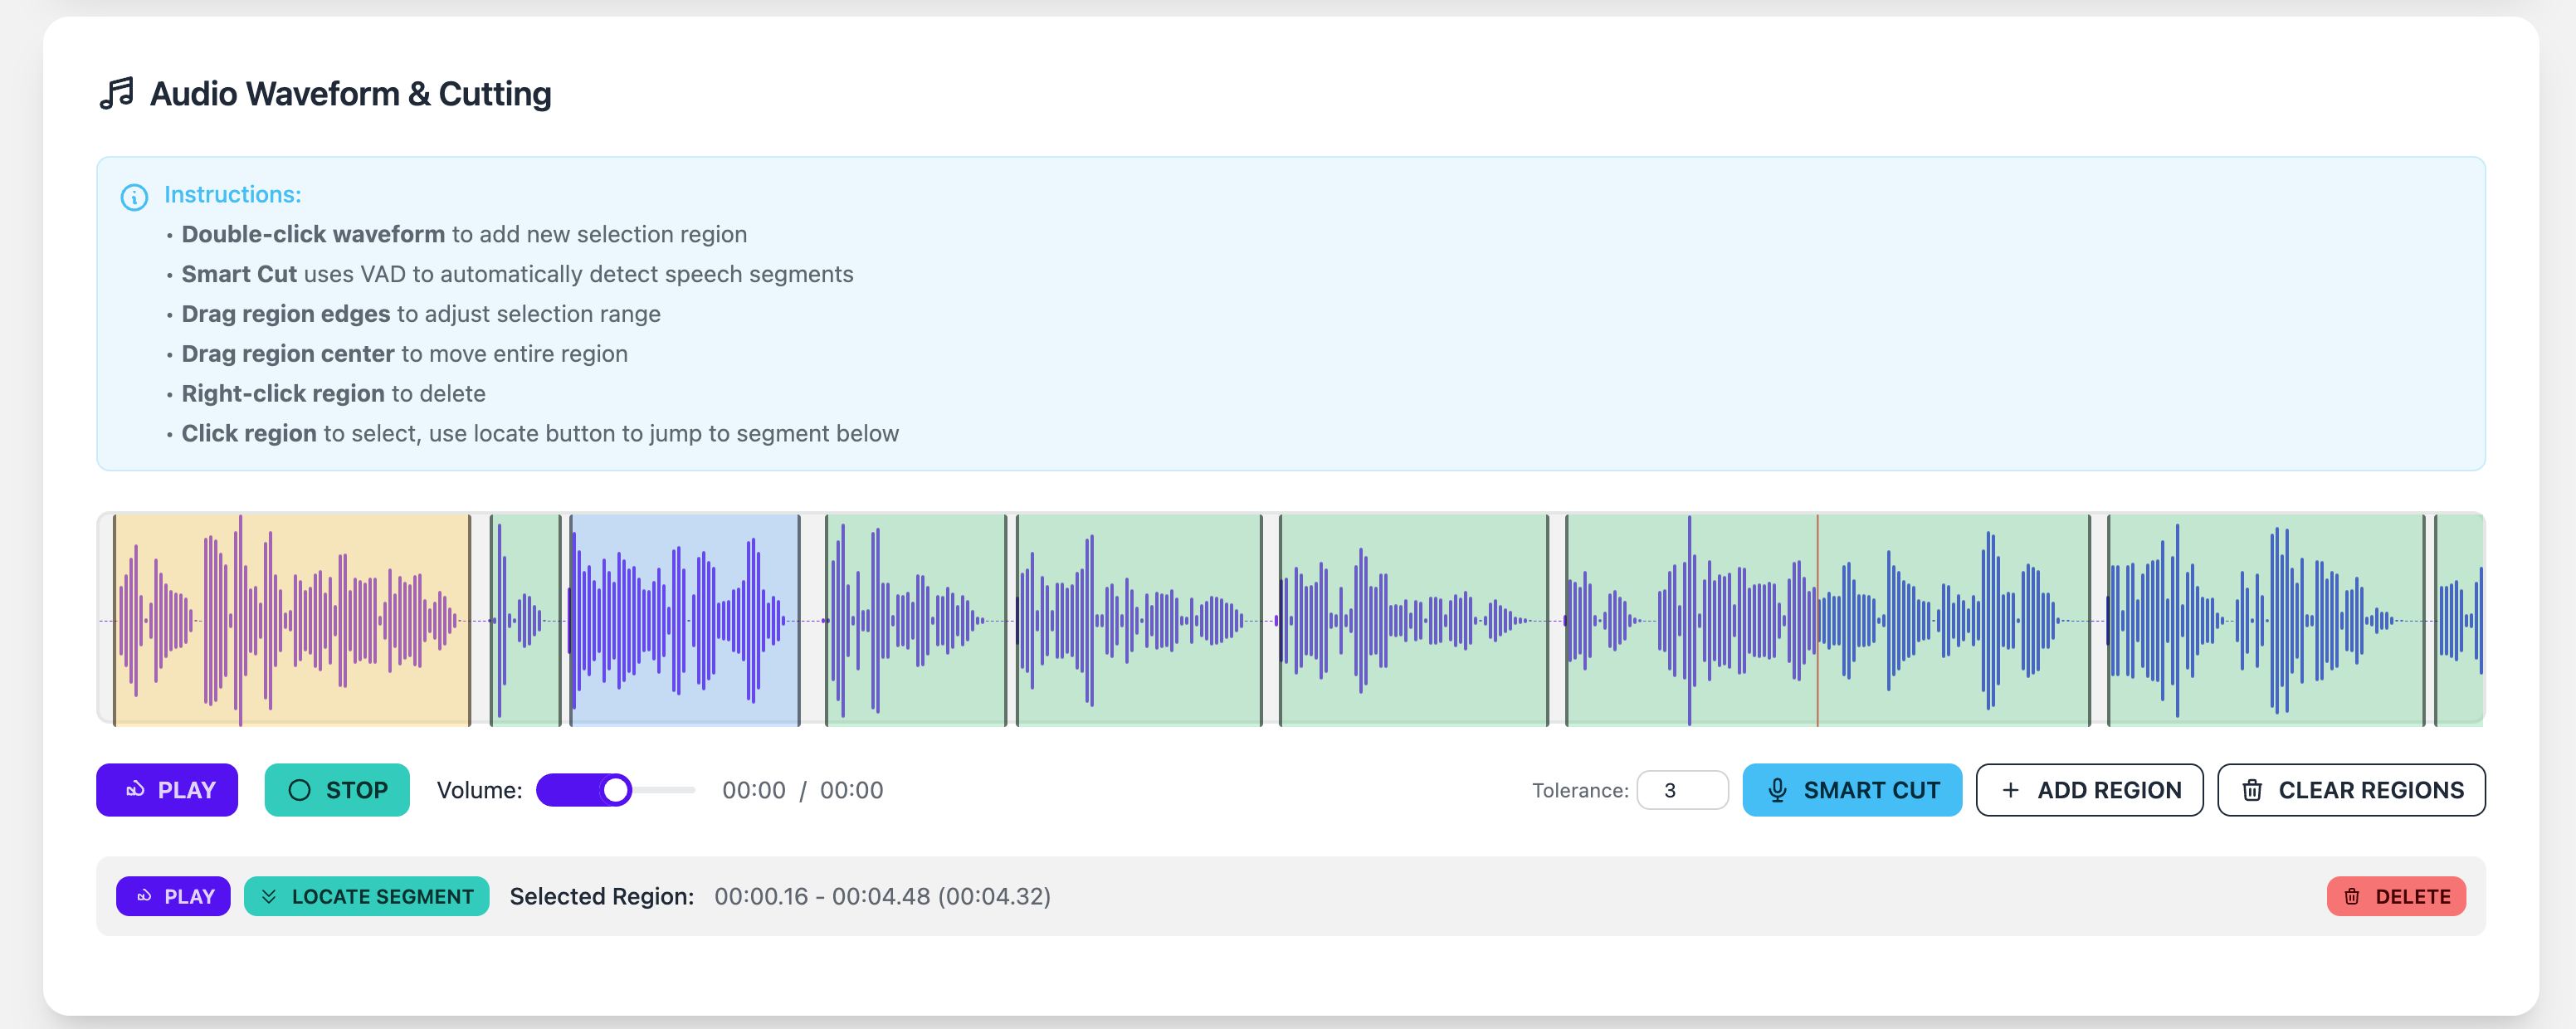 Audio Waveform & Cutting
Instructions:
• Double-click waveform to add new selection region
• Smart Cut uses VAD to automatically detect speech segments
• Drag region edges to adjust selection range
• Drag region center to move entire region
• Right-click region to delete
• Click region to select, use locate button to jump to segment below
PLAY STOP Volume: 00:00 / 00:00 Tolerance: 3 SMART CUT + ADD REGION CLEAR REGIONS
PLAY LOCATE SEGMENT Selected Region: 00:00.16 - 00:04.48 (00:04.32) DELETE